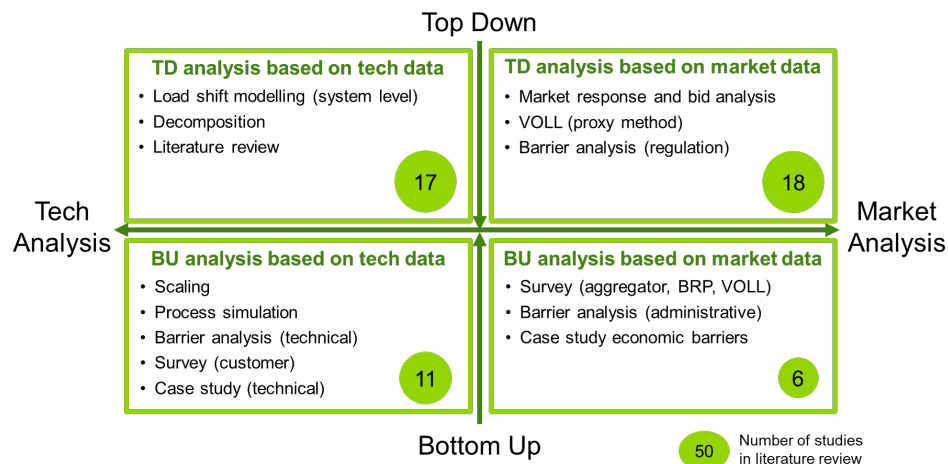 Top Down
TD analysis based on tech data
• Load shift modelling (system level)
• Decomposition
• Literature review
17
TD analysis based on market data
• Market response and bid analysis
• VOLL (proxy method)
• Barrier analysis (regulation)
18
Tech
Analysis
Market
Analysis
BU analysis based on tech data
• Scaling
• Process simulation
• Barrier analysis (technical)
• Survey (customer)
• Case study (technical)
11
BU analysis based on market data
• Survey (aggregator, BRP, VOLL)
• Barrier analysis (administrative)
• Case study economic barriers
6
Bottom Up
50
Number of studies
in literature review